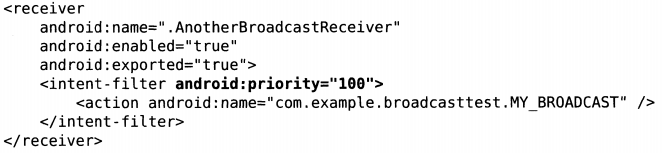 <receiver
    android:name=".AnotherBroadcastReceiver"
    android:enabled="true"
    android:exported="true">
    <intent-filter android:priority="100">
        <action android:name="com.example.broadcasttest.MY_BROADCAST" />
    </intent-filter>
</receiver>